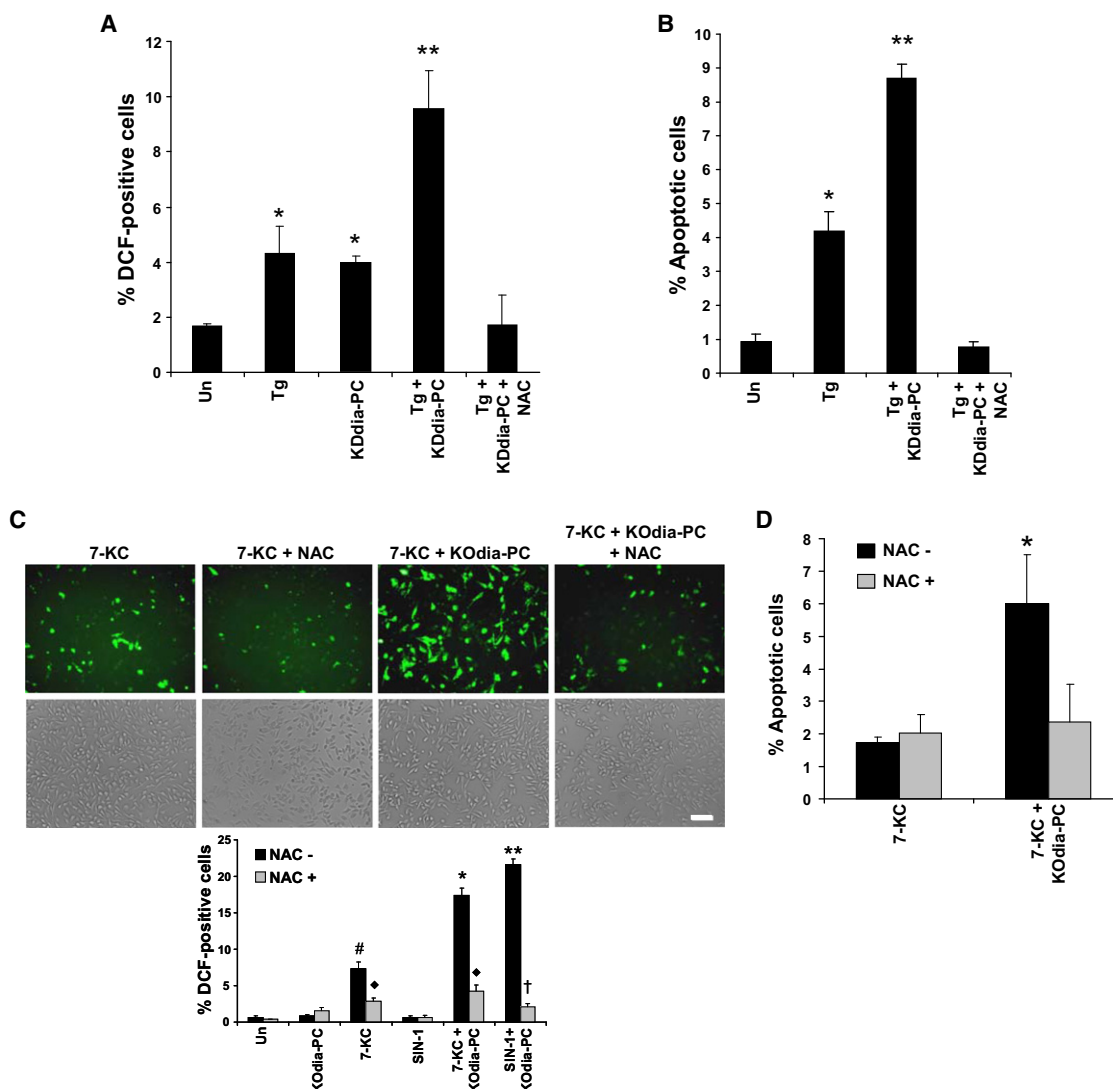 A
% DCF-positive cells
12
10
8
6
4
2
0
*
*
**
Un
Tg
KDdia-PC
Tg +
KDdia-PC
Tg +
KDdia-PC +
NAC
B
% Apoptotic cells
10
9
8
7
6
5
4
3
2
1
0
*
**
Un
Tg
Tg +
KDdia-PC
Tg +
KDdia-PC +
NAC
C
7-KC
7-KC + NAC
7-KC + KOdia-PC
7-KC + KOdia-PC
+ NAC
% DCF-positive cells
25
20
15
10
5
0
NAC -
NAC +
#
◆
*
◆
**
†
Un
KOdia-PC
7-KC
SIN-1
7-KC +
KOdia-PC
SIN-1+
KOdia-PC
D
% Apoptotic cells
8
7
6
5
4
3
2
1
0
NAC -
NAC +
*
7-KC
7-KC +
KOdia-PC